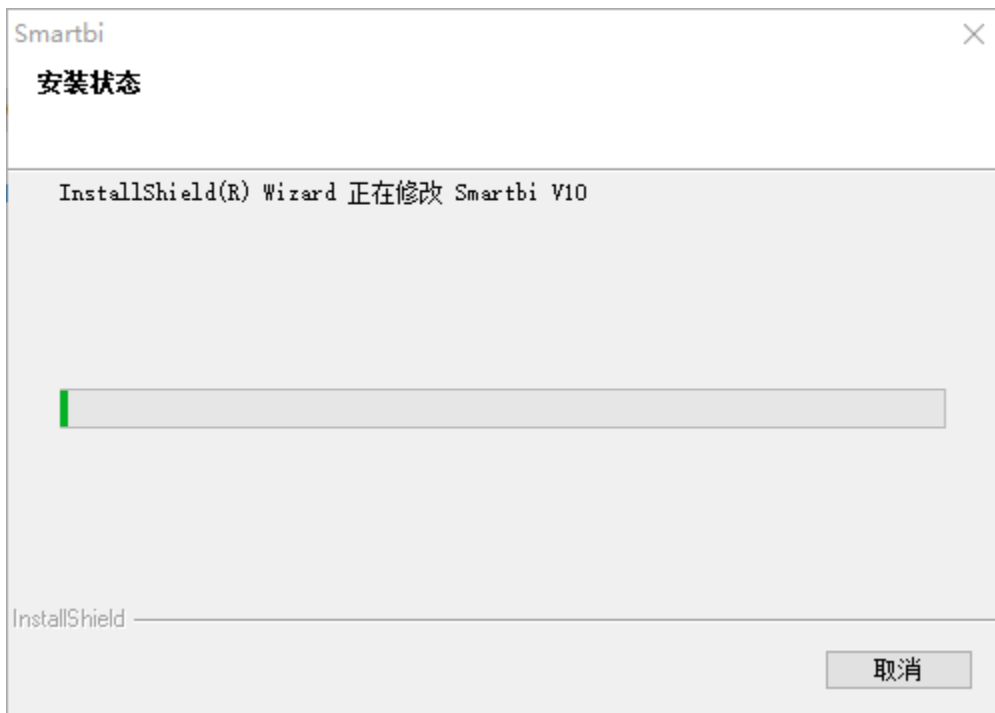 Smartbi
安装状态
InstallShield(R) Wizard 正在修改 Smartbi V10
InstallShield
取消